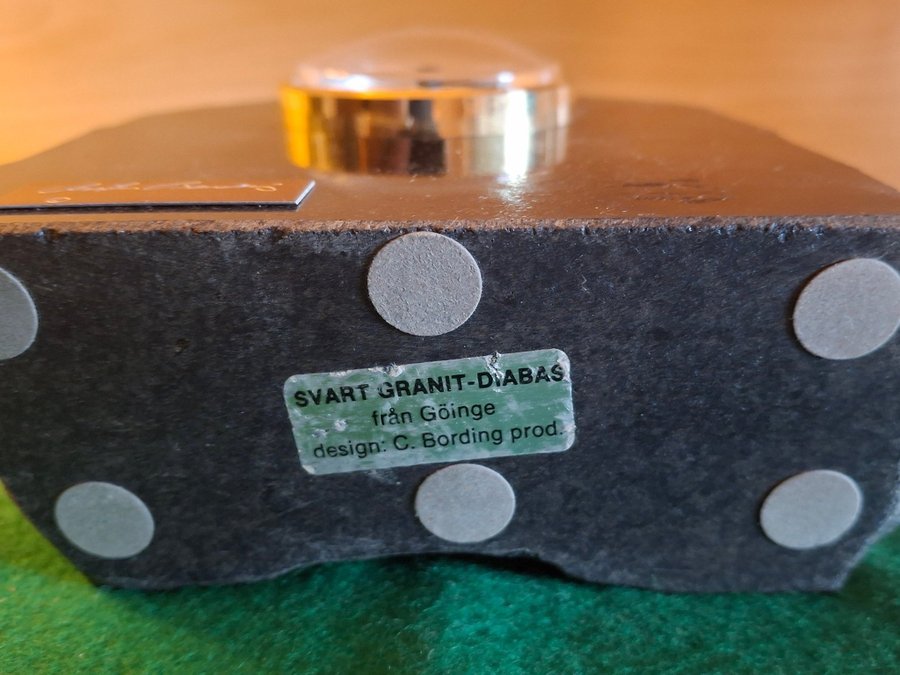 SVART GRANIT-DIABAS
från Göinge
design: C. Bording prod.